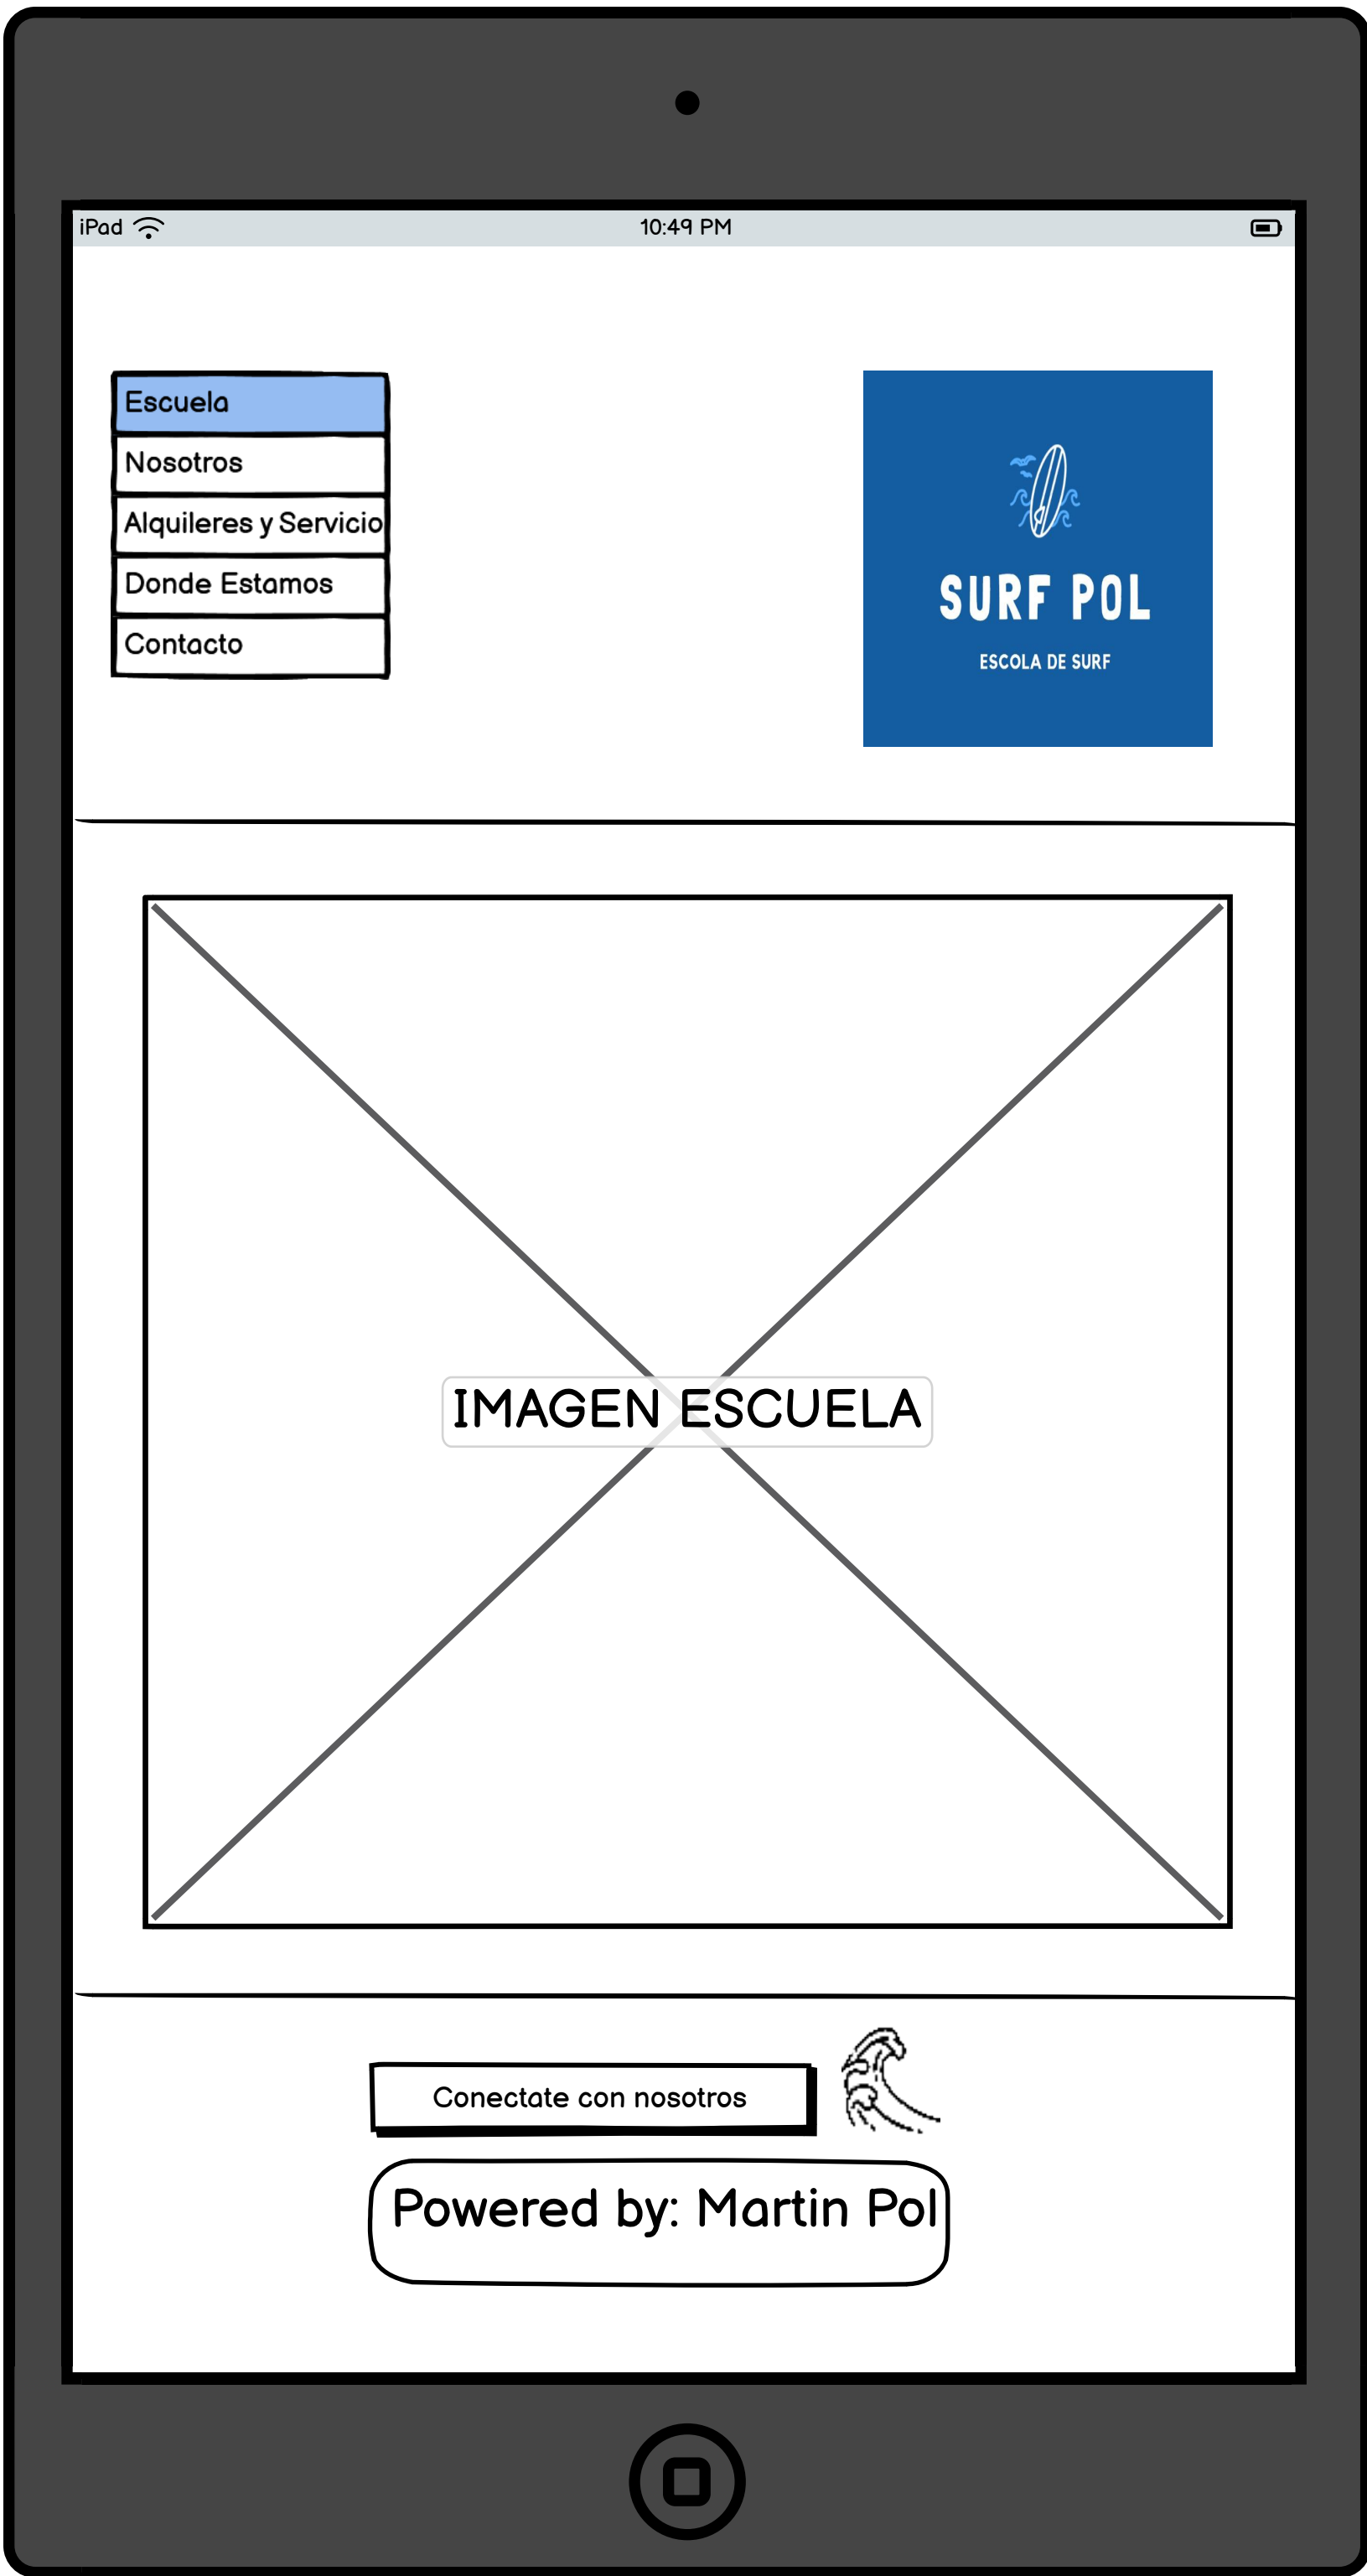 iPad 10:49 PM
Escuela
Nosotros
Alquileres y Servicio
Donde Estamos
Contacto
SURF POL
ESCOLA DE SURF
IMAGEN ESCUELA
Conectate con nosotros
Powered by: Martin Pol